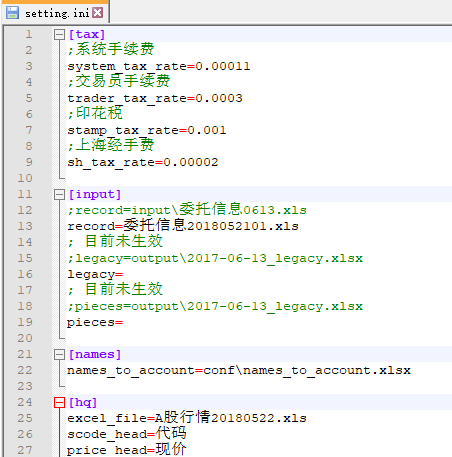 setting.ini
1 [tax]
2 ;系统手续费
3 system_tax_rate=0.00011
4 ;交易员手续费
5 trader_tax_rate=0.0003
6 ;印花税
7 stamp_tax_rate=0.001
8 ;上海经手费
9 sh_tax_rate=0.00002
10
11 [input]
12 ;record=input\委托信息0613.xls
13 record=委托信息2018052101.xls
14 ; 目前未生效
15 ;legacy=output\2017-06-13_legacy.xlsx
16 legacy=
17 ; 目前未生效
18 ;pieces=output\2017-06-13_legacy.xlsx
19 pieces=
20
21 [names]
22 names_to_account=conf\names_to_account.xlsx
23
24 [hq]
25 excel_file=A股行情20180522.xls
26 scode_head=代码
27 price_head=现价